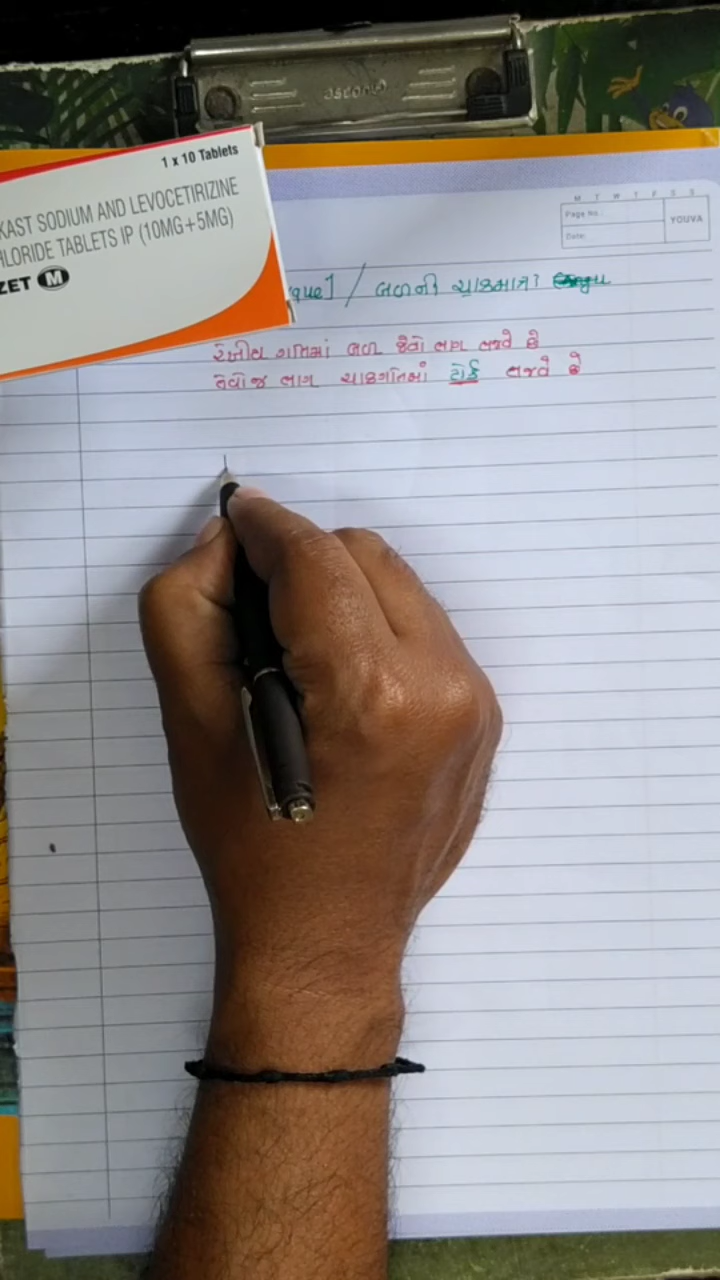 1 x 10 Tablets
KAST SODIUM AND LEVOCETIRIZINE
HLORIDE TABLETS IP (10MG+5MG)
ZET M
M T W T F S S
Page No.:
Date:
YOUVA
que] / બળની ચાકમાત્રા
રેખીય ગતિમાં બળ જેવો ભાગ ભજવે છે
તેવોજ ભાગ ચાકગતિમાં ટોર્ક ભજવે છે